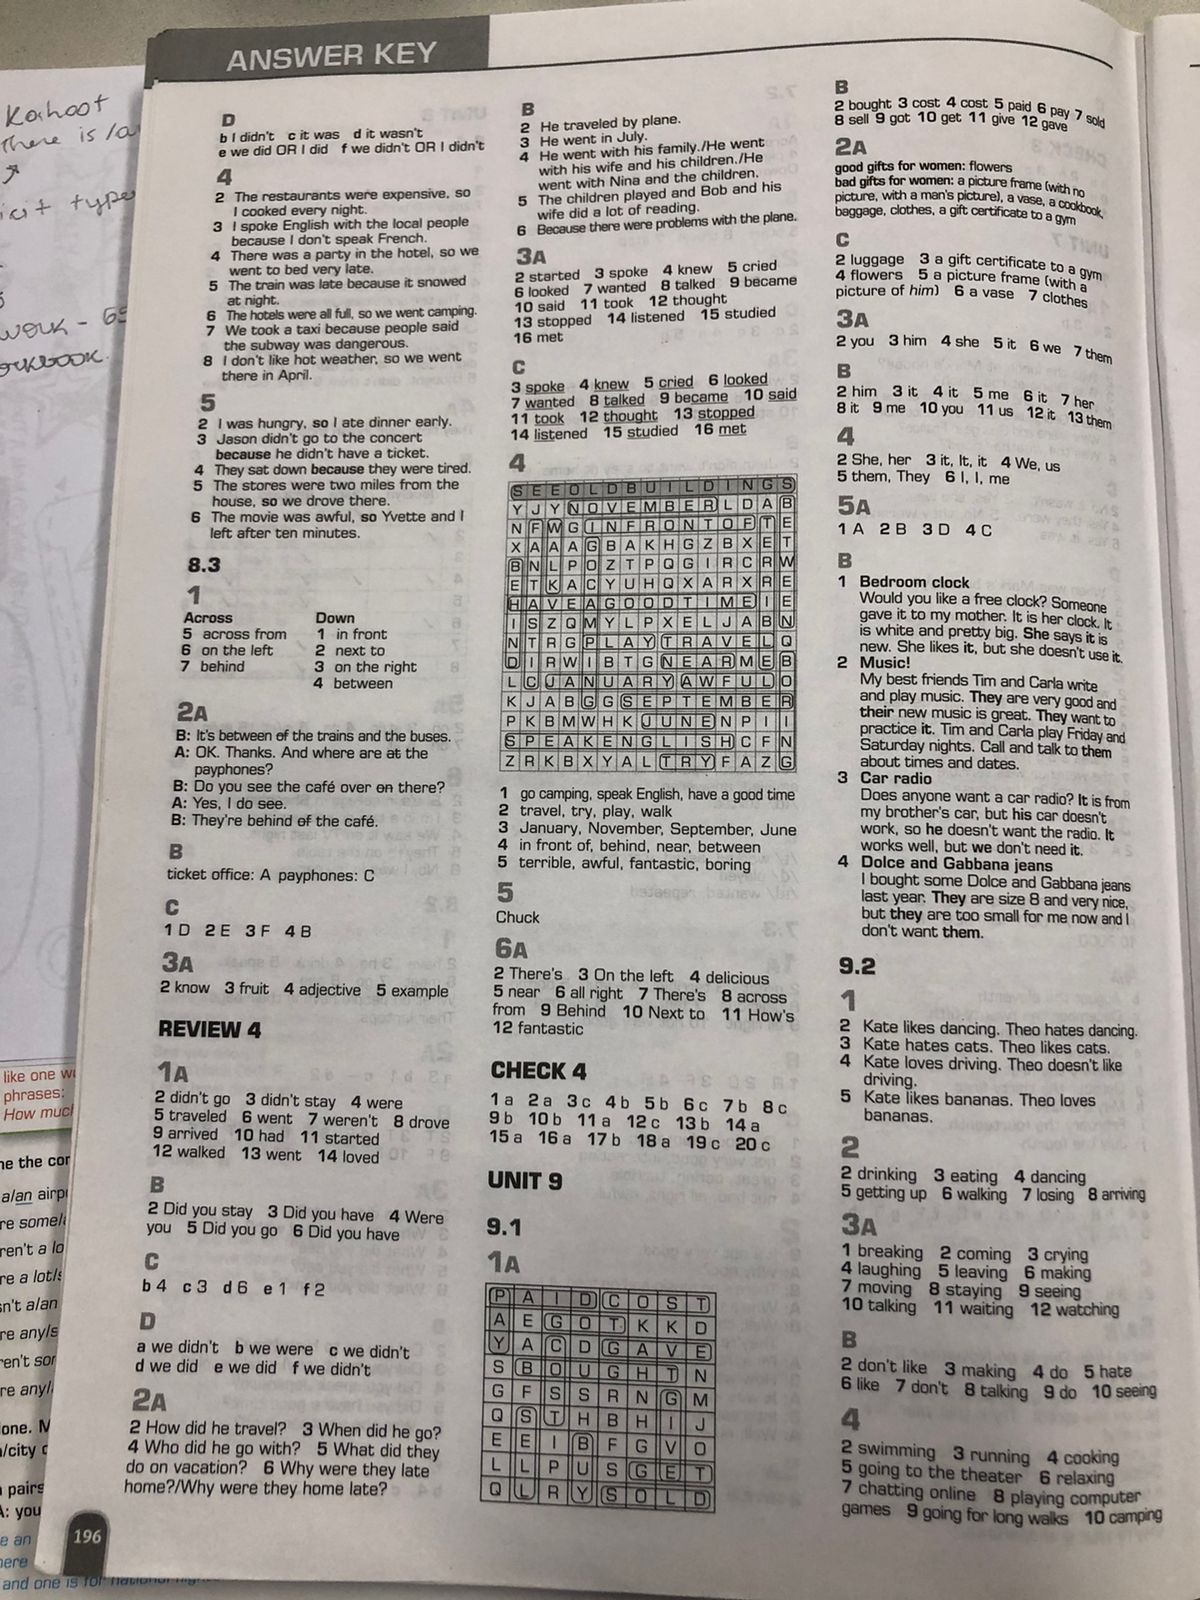 ANSWER KEY
D
b I didn't c it was d it wasn't
e we did OR I did f we didn't OR I didn't
4
2 The restaurants were expensive, so
I cooked every night.
3 I spoke English with the local people
because I don't speak French.
4 There was a party in the hotel, so we
went to bed very late.
5 The train was late because it snowed
at night.
6 The hotels were all full, so we went camping.
7 We took a taxi because people said
the subway was dangerous.
8 I don't like hot weather, so we went
there in April.
5
2 I was hungry, so I ate dinner early.
3 Jason didn't go to the concert
because he didn't have a ticket.
4 They sat down because they were tired.
5 The stores were two miles from the
house, so we drove there.
6 The movie was awful, so Yvette and I
left after ten minutes.
8.3
1
Across Down
5 across from 1 in front
6 on the left 2 next to
7 behind 3 on the right
4 between
2A
B: It's between of the trains and the buses.
A: OK. Thanks. And where are at the
payphones?
B: Do you see the café over on there?
A: Yes, I do see.
B: They're behind of the café.
B
ticket office: A payphones: C
C
1 D 2 E 3 F 4 B
3A
2 know 3 fruit 4 adjective 5 example
REVIEW 4
1A
2 didn't go 3 didn't stay 4 were
5 traveled 6 went 7 weren't 8 drove
9 arrived 10 had 11 started
12 walked 13 went 14 loved
B
2 Did you stay 3 Did you have 4 Were
you 5 Did you go 6 Did you have
C
b 4 c 3 d 6 e 1 f 2
D
a we didn't b we were c we didn't
d we did e we did f we didn't
2A
2 How did he travel? 3 When did he go?
4 Who did he go with? 5 What did they
do on vacation? 6 Why were they late
home?/Why were they home late?
196
B
2 He traveled by plane.
3 He went in July.
4 He went with his family./He went
with his wife and his children./He
went with Nina and the children.
5 The children played and Bob and his
wife did a lot of reading.
6 Because there were problems with the plane.
3A
2 started 3 spoke 4 knew 5 cried
6 looked 7 wanted 8 talked 9 became
10 said 11 took 12 thought
13 stopped 14 listened 15 studied
16 met
C
3 spoke 4 knew 5 cried 6 looked
7 wanted 8 talked 9 became 10 said
11 took 12 thought 13 stopped
14 listened 15 studied 16 met
4
S E E O L D B U I L D I N G S
Y J Y N O V E M B E R L D A B
N F W G I N F R O N T O F T E
X A A A G B A K H G Z B X E T
B N L P O Z T P Q G I R C R W
E T K A C Y U H Q X A R X R E
H A V E A G O O D T I M E I E
I S Z Q M Y L P X E L J A B N
N T R G P L A Y T R A V E L Q
D I R W I B T G N E A R M E B
L C J A N U A R Y A W F U L O
K J A B G G S E P T E M B E R
P K B M W H K J U N E N P I I
S P E A K E N G L I S H C F N
Z R K B X Y A L T R Y F A Z G
1 go camping, speak English, have a good time
2 travel, try, play, walk
3 January, November, September, June
4 in front of, behind, near, between
5 terrible, awful, fantastic, boring
5
Chuck
6A
2 There's 3 On the left 4 delicious
5 near 6 all right 7 There's 8 across
from 9 Behind 10 Next to 11 How's
12 fantastic
CHECK 4
1 a 2 a 3 c 4 b 5 b 6 c 7 b 8 c
9 b 10 b 11 a 12 c 13 b 14 a
15 a 16 a 17 b 18 a 19 c 20 c
UNIT 9
9.1
1A
P A I D C O S T
A E G O T K K D
Y A C D G A V E
S B O U G H T N
G F S S R N G M
Q S T H B H I J
E E I B F G V O
L L P U S G E T
Q L R Y S O L D
B
2 bought 3 cost 4 cost 5 paid 6 pay 7 sold
8 sell 9 got 10 get 11 give 12 gave
2A
good gifts for women: flowers
bad gifts for women: a picture frame (with no
picture, with a man's picture), a vase, a cookbook,
baggage, clothes, a gift certificate to a gym
C
2 luggage 3 a gift certificate to a gym
4 flowers 5 a picture frame (with a
picture of him) 6 a vase 7 clothes
3A
2 you 3 him 4 she 5 it 6 we 7 them
B
2 him 3 it 4 it 5 me 6 it 7 her
8 it 9 me 10 you 11 us 12 it 13 them
4
2 She, her 3 it, It, it 4 We, us
5 them, They 6 I, I, me
5A
1 A 2 B 3 D 4 C
B
1 Bedroom clock
Would you like a free clock? Someone
gave it to my mother. It is her clock. It
is white and pretty big. She says it is
new. She likes it, but she doesn't use it.
2 Music!
My best friends Tim and Carla write
and play music. They are very good and
their new music is great. They want to
practice it. Tim and Carla play Friday and
Saturday nights. Call and talk to them
about times and dates.
3 Car radio
Does anyone want a car radio? It is from
my brother's car, but his car doesn't
work, so he doesn't want the radio. It
works well, but we don't need it.
4 Dolce and Gabbana jeans
I bought some Dolce and Gabbana jeans
last year. They are size 8 and very nice,
but they are too small for me now and I
don't want them.
9.2
1
2 Kate likes dancing. Theo hates dancing.
3 Kate hates cats. Theo likes cats.
4 Kate loves driving. Theo doesn't like
driving.
5 Kate likes bananas. Theo loves
bananas.
2
2 drinking 3 eating 4 dancing
5 getting up 6 walking 7 losing 8 arriving
3A
1 breaking 2 coming 3 crying
4 laughing 5 leaving 6 making
7 moving 8 staying 9 seeing
10 talking 11 waiting 12 watching
B
2 don't like 3 making 4 do 5 hate
6 like 7 don't 8 talking 9 do 10 seeing
4
2 swimming 3 running 4 cooking
5 going to the theater 6 relaxing
7 chatting online 8 playing computer
games 9 going for long walks 10 camping
Kahoot
There is /a
type
work - 65
like one
phrases:
How much